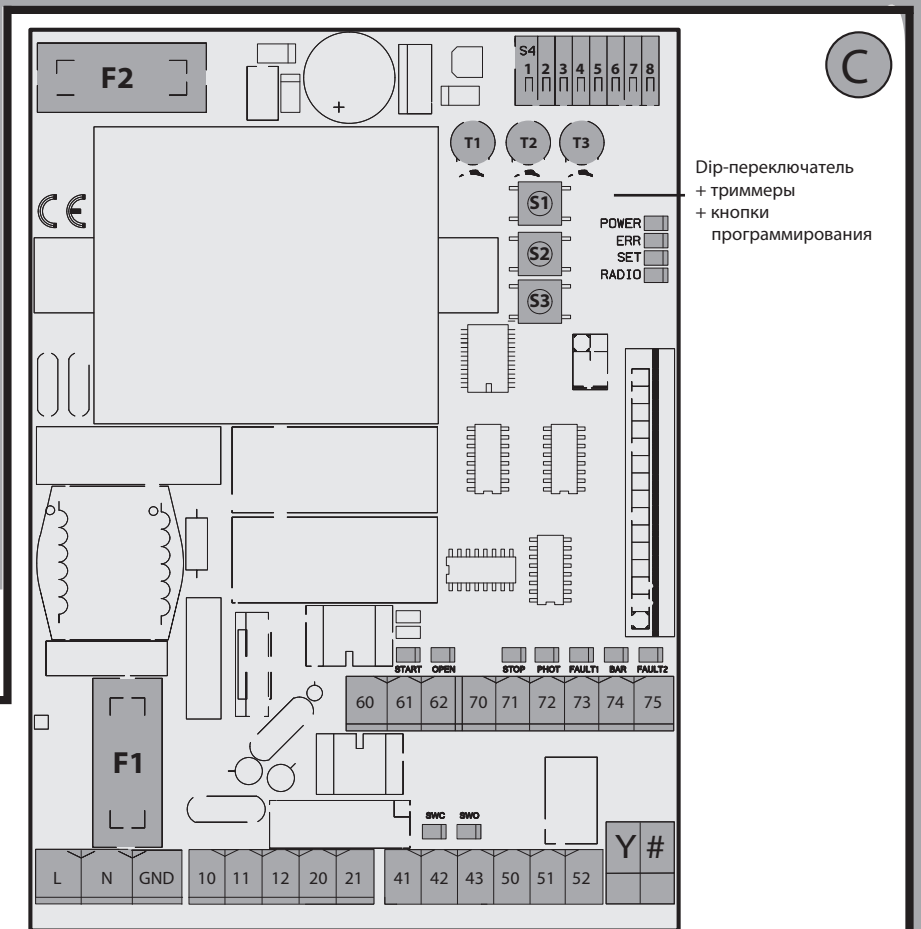 F2
S4
1 2 3 4 5 6 7 8
C
T1 T2 T3
Dip-переключатель
+ триммеры
+ кнопки
программирования
CE
+
S1
S2
S3
POWER
ERR
SET
RADIO
START OPEN STOP PHOT FAULT1 BAR FAULT2
60 61 62 70 71 72 73 74 75
F1
SWC SWO
Y #
L N GND 10 11 12 20 21 41 42 43 50 51 52